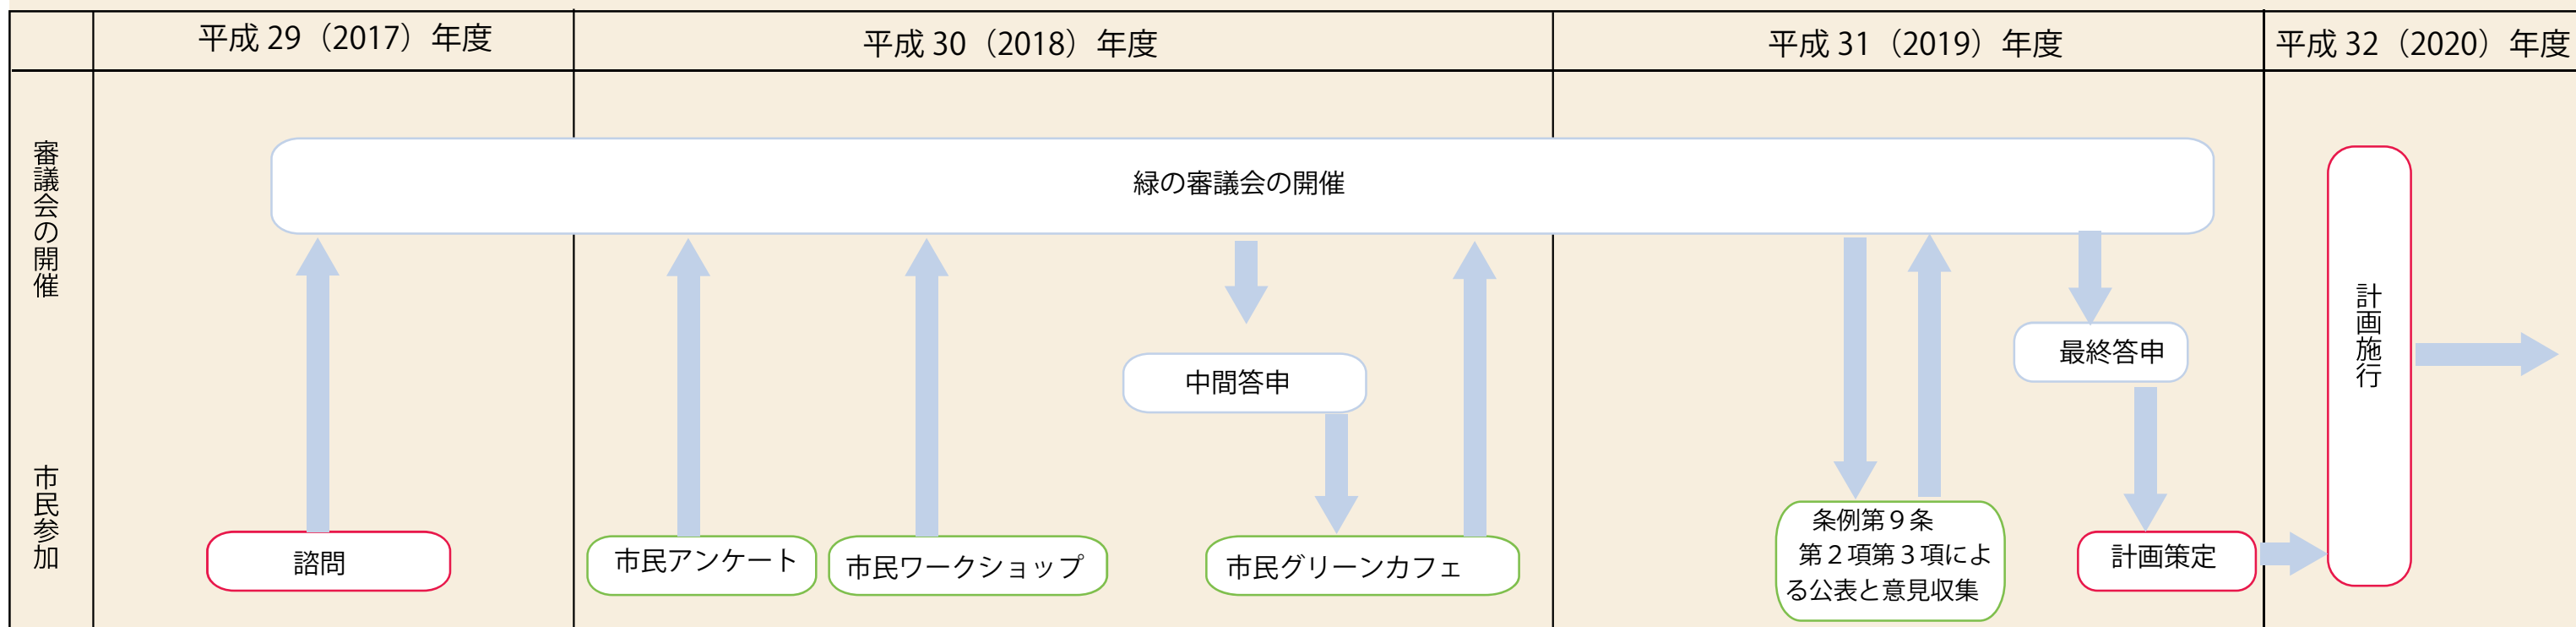 平成 29（2017）年度
平成 30（2018）年度
平成 31（2019）年度
平成 32（2020）年度
審議会の開催
緑の審議会の開催
計画施行
最終答申
中間答申
市民参加
諮問
市民アンケート
市民ワークショップ
市民グリーンカフェ
条例第９条
第２項第３項によ
る公表と意見収集
計画策定